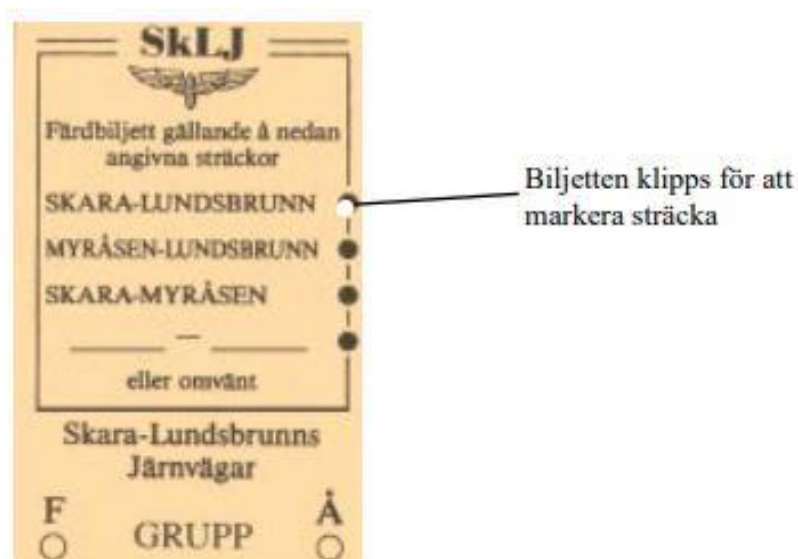 SkLJ
Färdbiljett gällande å nedan
angivna sträckor
SKARA-LUNDSBRUNN
MYRÅSEN-LUNDSBRUNN
SKARA-MYRÅSEN
—
eller omvänt
Skara-Lundsbrunns
Järnvägar
F Å
GRUPP
Biljetten klipps för att
markera sträcka